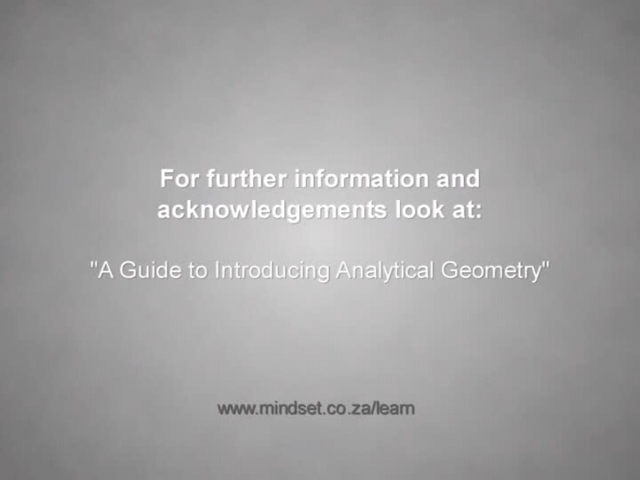 For further information and
acknowledgements look at:
"A Guide to Introducing Analytical Geometry"
www.mindset.co.za/learn